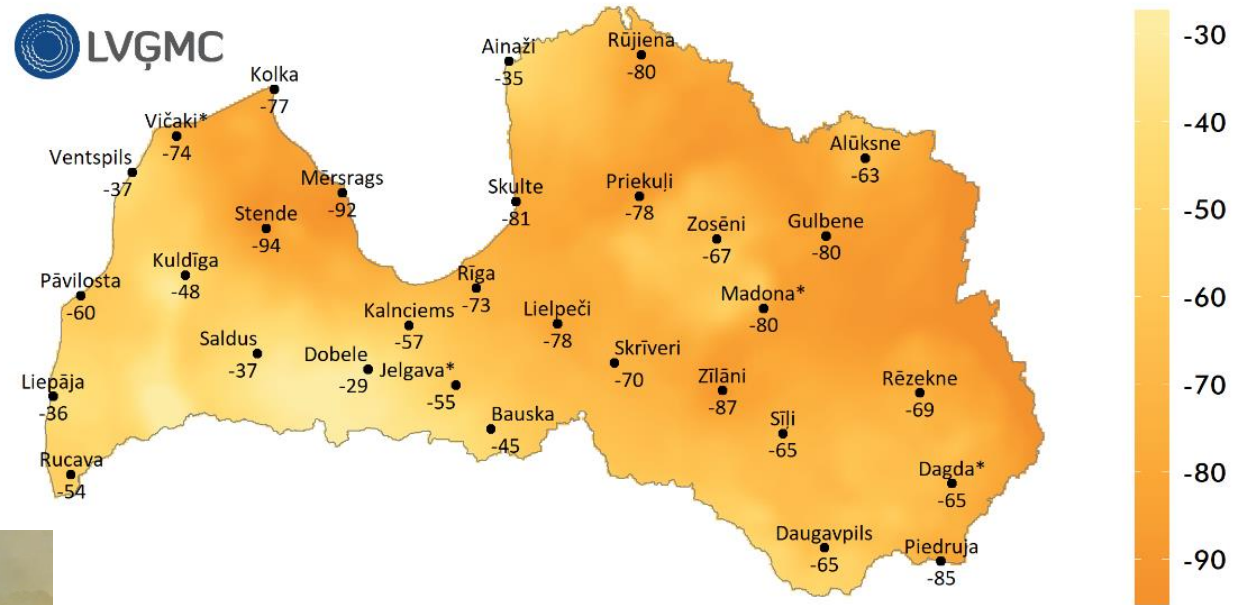 LVĢMC
Ainaži
-35
Rūjiena
-80
Kolka
-77
Vičaki*
-74
Ventspils
-37
Mērsrags
-92
Stende
-94
Skulte
-81
Priekuļi
-78
Alūksne
-63
Zosēni
-67
Gulbene
-80
Kuldīga
-48
Pāvilosta
-60
Rīga
-73
Kalnciems
-57
Lielpeči
-78
Madona*
-80
Saldus
-37
Dobele
-29
Jelgava*
-55
Skrīveri
-70
Zīlāni
-87
Rēzekne
-69
Liepāja
-36
Bauska
-45
Sīļi
-65
Rucava
-54
Dagda*
-65
Daugavpils
-65
Piedruja
-85
-30
-40
-50
-60
-70
-80
-90